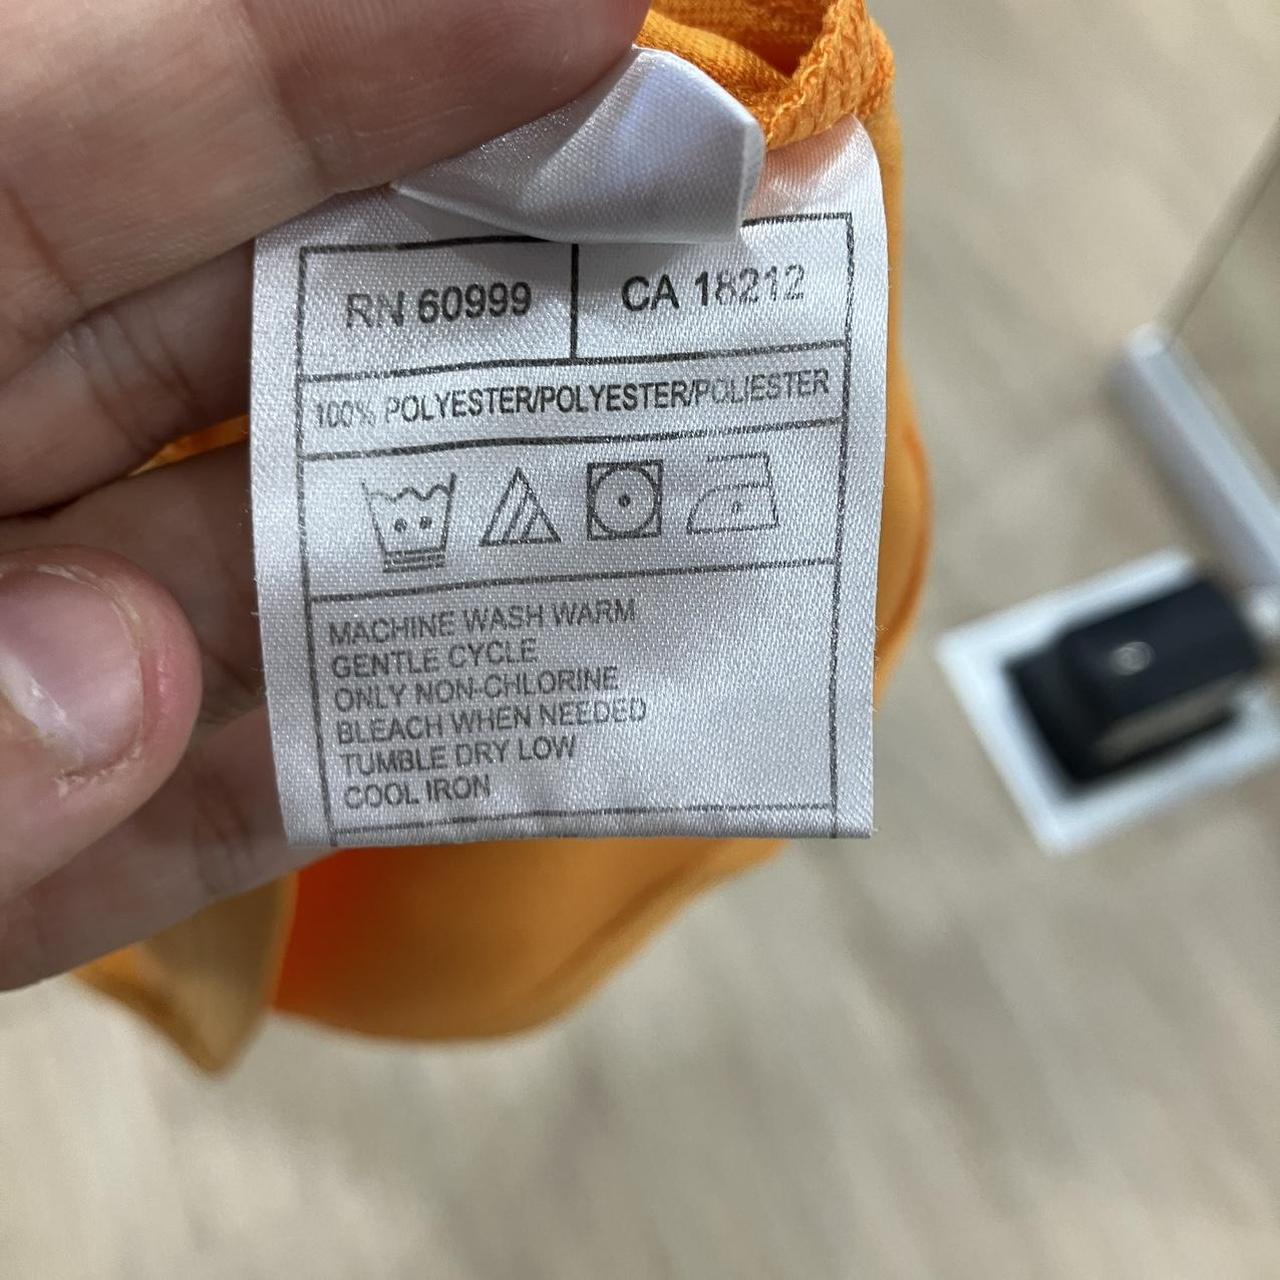 RN 60999 CA 18212
100% POLYESTER/POLYESTER/POLIESTER
MACHINE WASH WARM
GENTLE CYCLE
ONLY NON-CHLORINE
BLEACH WHEN NEEDED
TUMBLE DRY LOW
COOL IRON